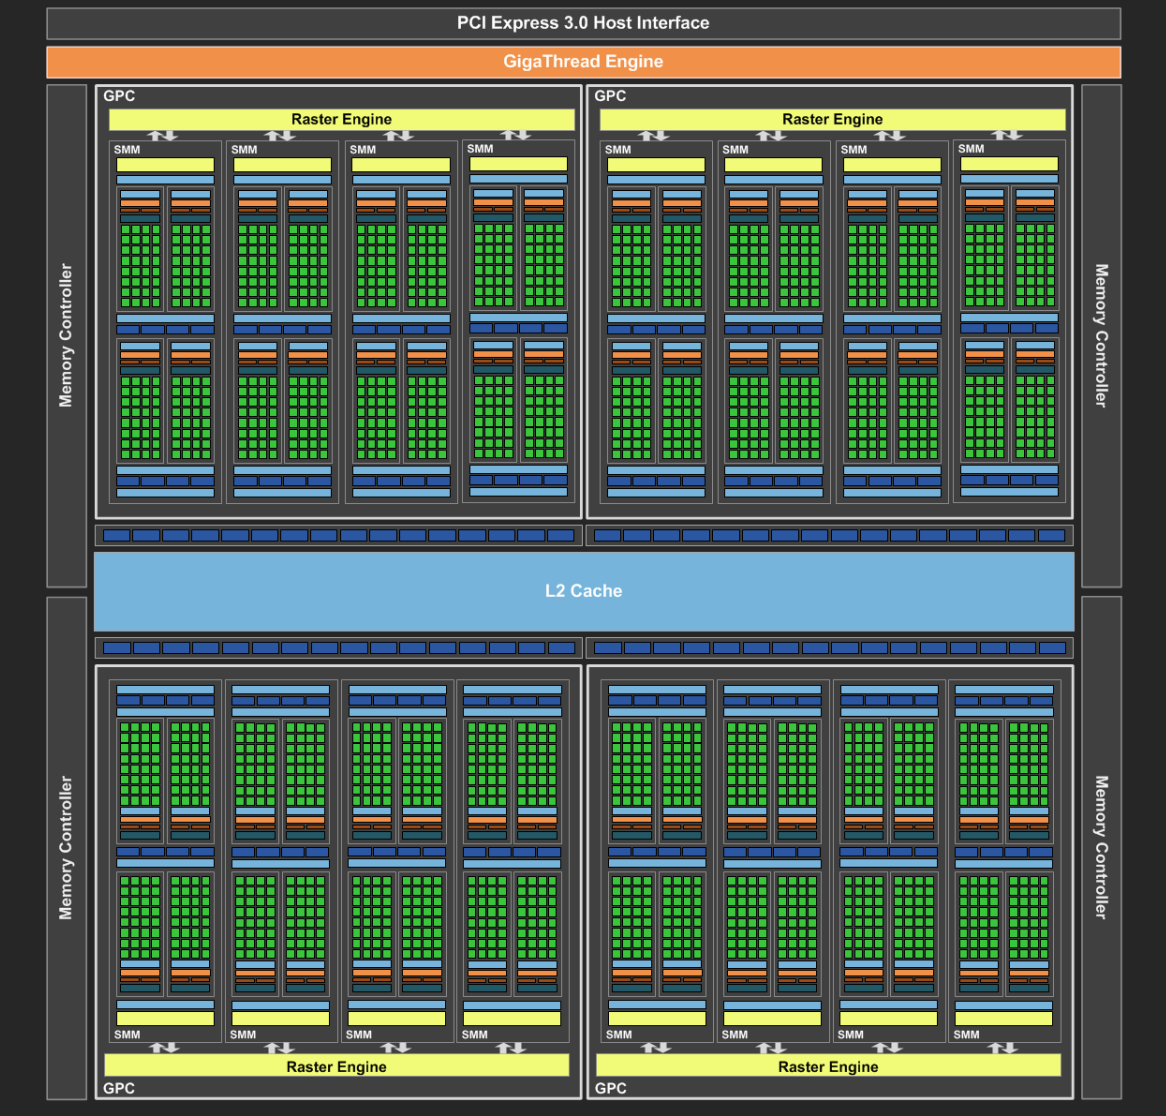 PCI Express 3.0 Host Interface
GigaThread Engine
GPC
Raster Engine
SMM
SMM
SMM
SMM
GPC
Raster Engine
SMM
SMM
SMM
SMM
Memory Controller
Memory Controller
L2 Cache
Memory Controller
Memory Controller
SMM
SMM
SMM
SMM
Raster Engine
GPC
SMM
SMM
SMM
SMM
Raster Engine
GPC